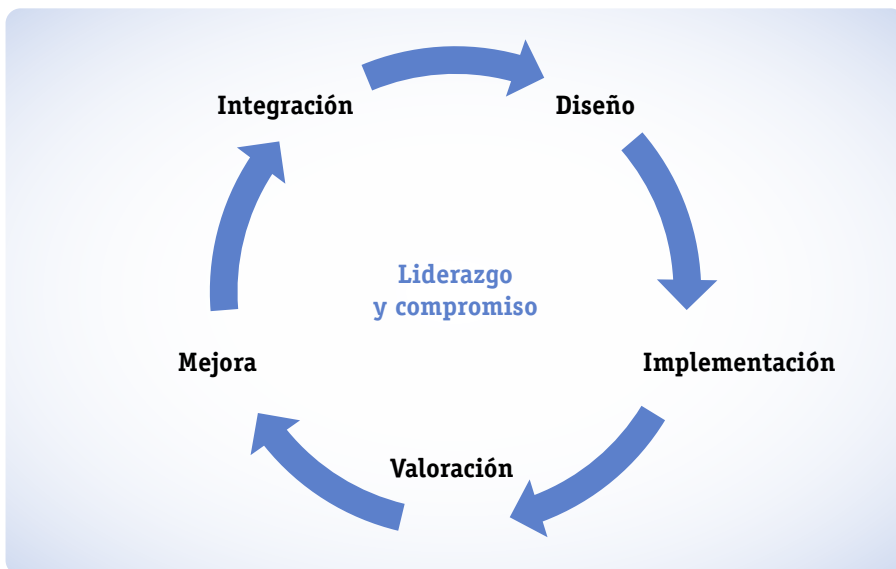 Integración
Diseño
Liderazgo
y compromiso
Mejora
Implementación
Valoración